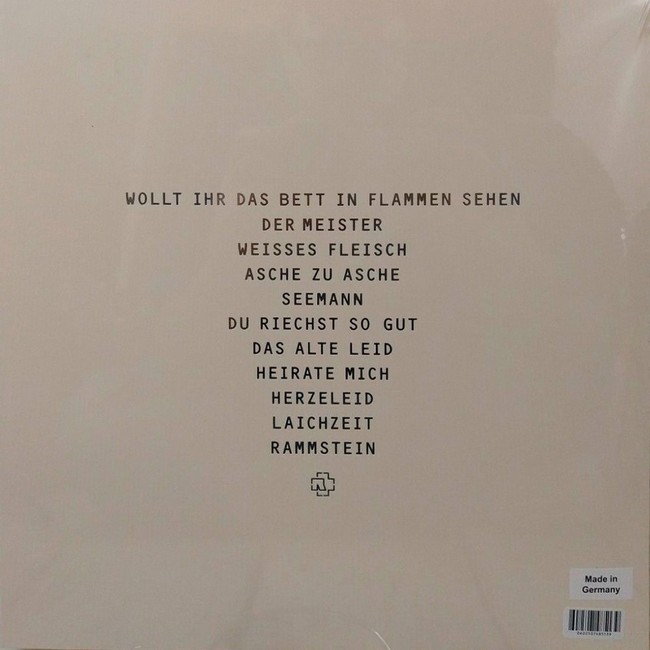 WOLLT IHR DAS BETT IN FLAMMEN SEHEN
DER MEISTER
WEISSES FLEISCH
ASCHE ZU ASCHE
SEEMANN
DU RIECHST SO GUT
DAS ALTE LEID
HEIRATE MICH
HERZELEID
LAICHZEIT
RAMMSTEIN
Made in
Germany